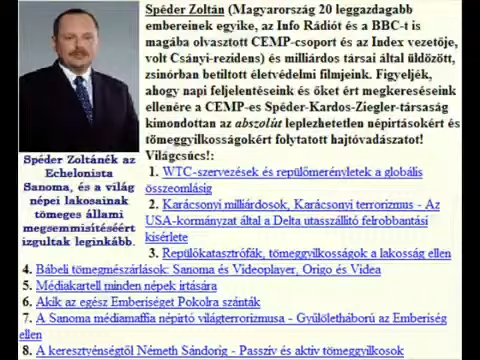 Spéder Zoltán (Magyarország 20 leggazdagabb
embereinek egyike, az Info Rádiót és a BBC-t is
magába olvasztott CEMP-csoport és az Index vezetője,
volt Csányi-rezidens) és milliárdos társai által üldözött,
zsinórban betiltott életvédelmi filmjeink. Figyeljék,
ahogy napi feljelentéseink és őket ért megkereséseink
ellenére a CEMP-es Spéder-Kardos-Ziegler-társaság
kimondottan az abszolút leplezhetetlen népirtásokért és
tömeggyilkosságokért folytatott hajtóvadászatot!
Világcsúcs!:
1. WTC-szervezések és repülőmerényletek a globális
összeomlásig
2. Karácsonyi milliárdosok, Karácsonyi terrorizmus - Az
USA-kormányzat által a Delta utasszállító felrobbantási
kísérlete
3. Repülőkatasztrófák, tömeggyilkosságok a lakosság ellen
Spéder Zoltánék az
Echelonista
Sanoma, és a világ
népei lakosainak
tömeges állami
megsemmisítéséért
izgultak leginkább.
4. Bábeli tömegmészárlások: Sanoma és Videoplayer, Origo és Videa
5. Médiakartell minden népek irtására
6. Akik az egész Emberiséget Pokolra szánták
7. A Sanoma médiamaffia népirtó világterrorizmusa - Gyűlöletháború az Emberiség
ellen
8. A keresztyénségtől Németh Sándorig - Passzív és aktív tömeggyilkosok